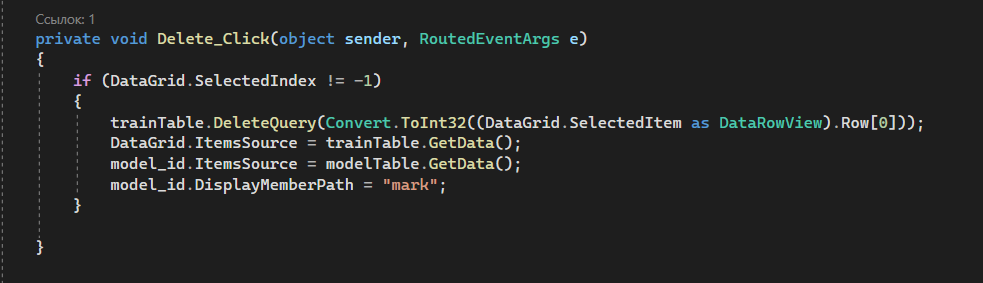 Ссылок: 1
private void Delete_Click(object sender, RoutedEventArgs e)
{
if (DataGrid.SelectedIndex != -1)
{
trainTable.DeleteQuery(Convert.ToInt32((DataGrid.SelectedItem as DataRowView).Row[0]));
DataGrid.ItemsSource = trainTable.GetData();
model_id.ItemsSource = modelTable.GetData();
model_id.DisplayMemberPath = "mark";
}
}